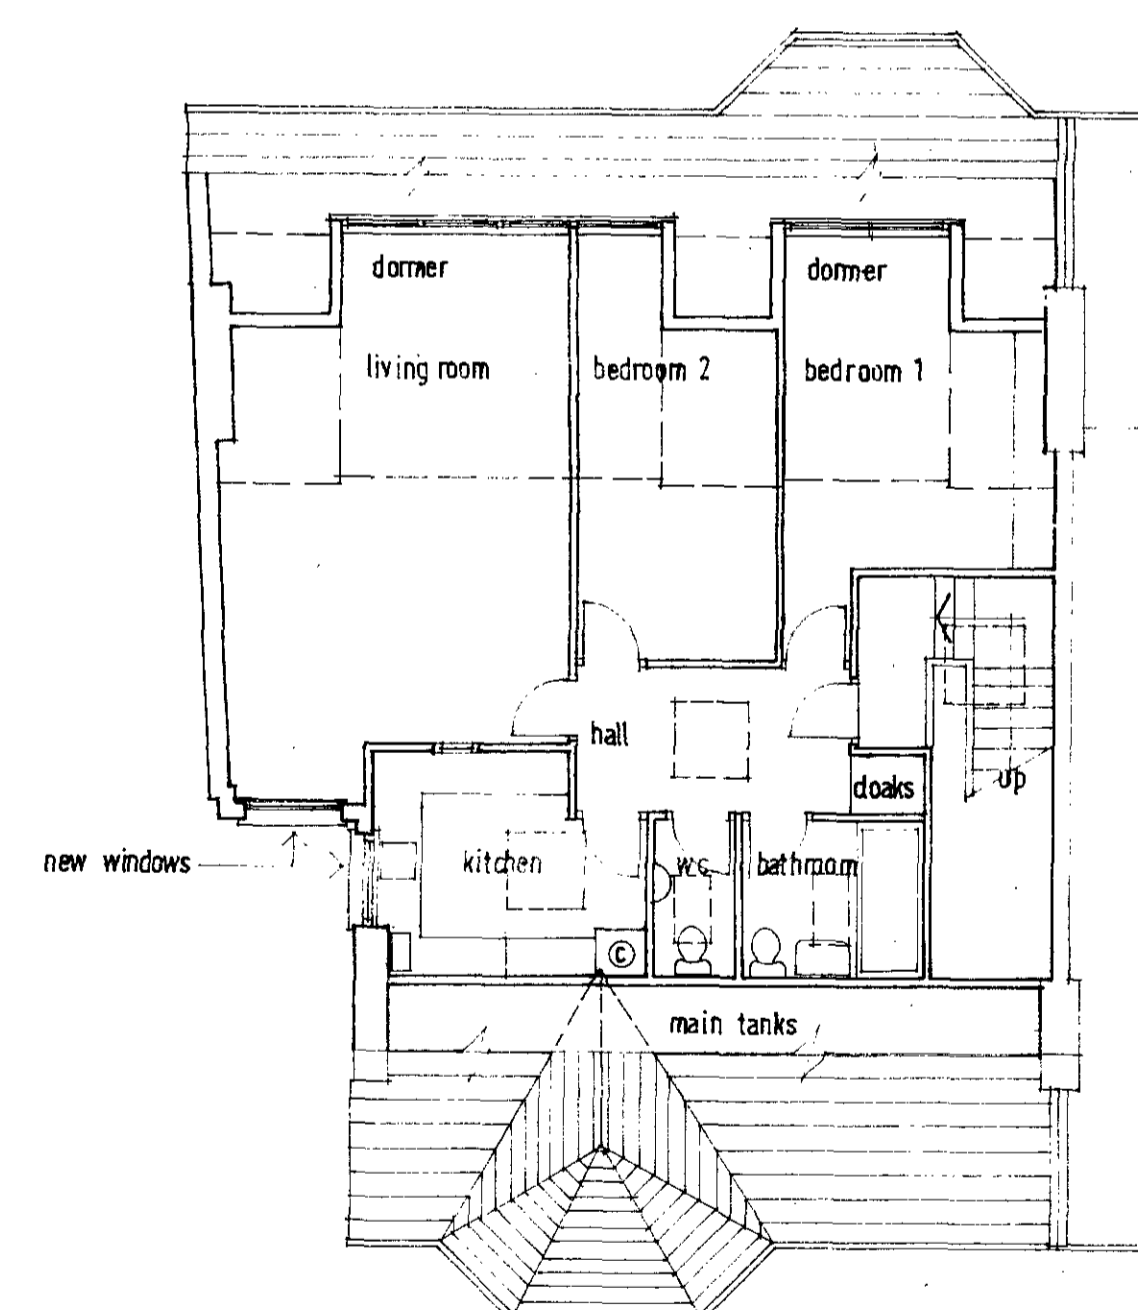 dormer
dormer
living room
bedroom 2
bedroom 1
hall
up
cloaks
new windows
kitchen
wc
bathroom
C
main tanks